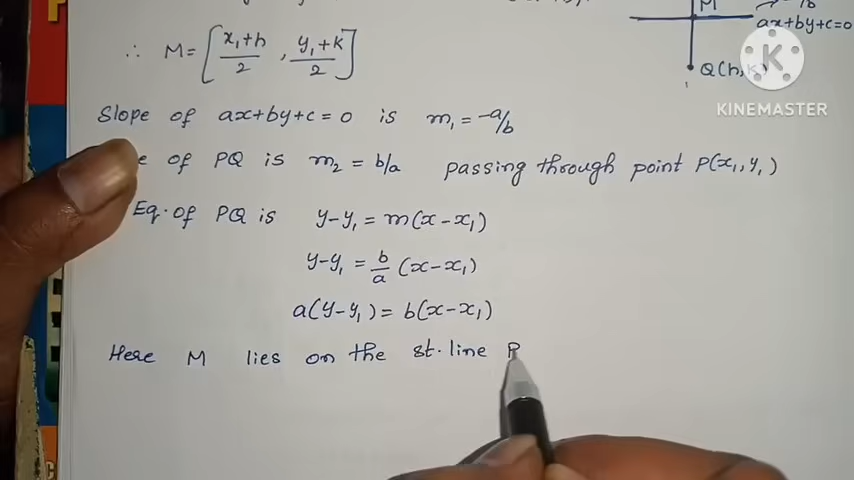 M
ax+by+c=0
∴ M = [x₁+h/2 , y₁+k/2]
Q(h,k)
KINEMASTER
Slope of ax+by+c=0 is m₁ = -a/b
of PQ is m₂ = b/a passing through point P(x₁,y₁)
Eq.of PQ is y-y₁ = m(x-x₁)
y-y₁ = b/a (x-x₁)
a(y-y₁) = b(x-x₁)
Here M lies on the st.line P